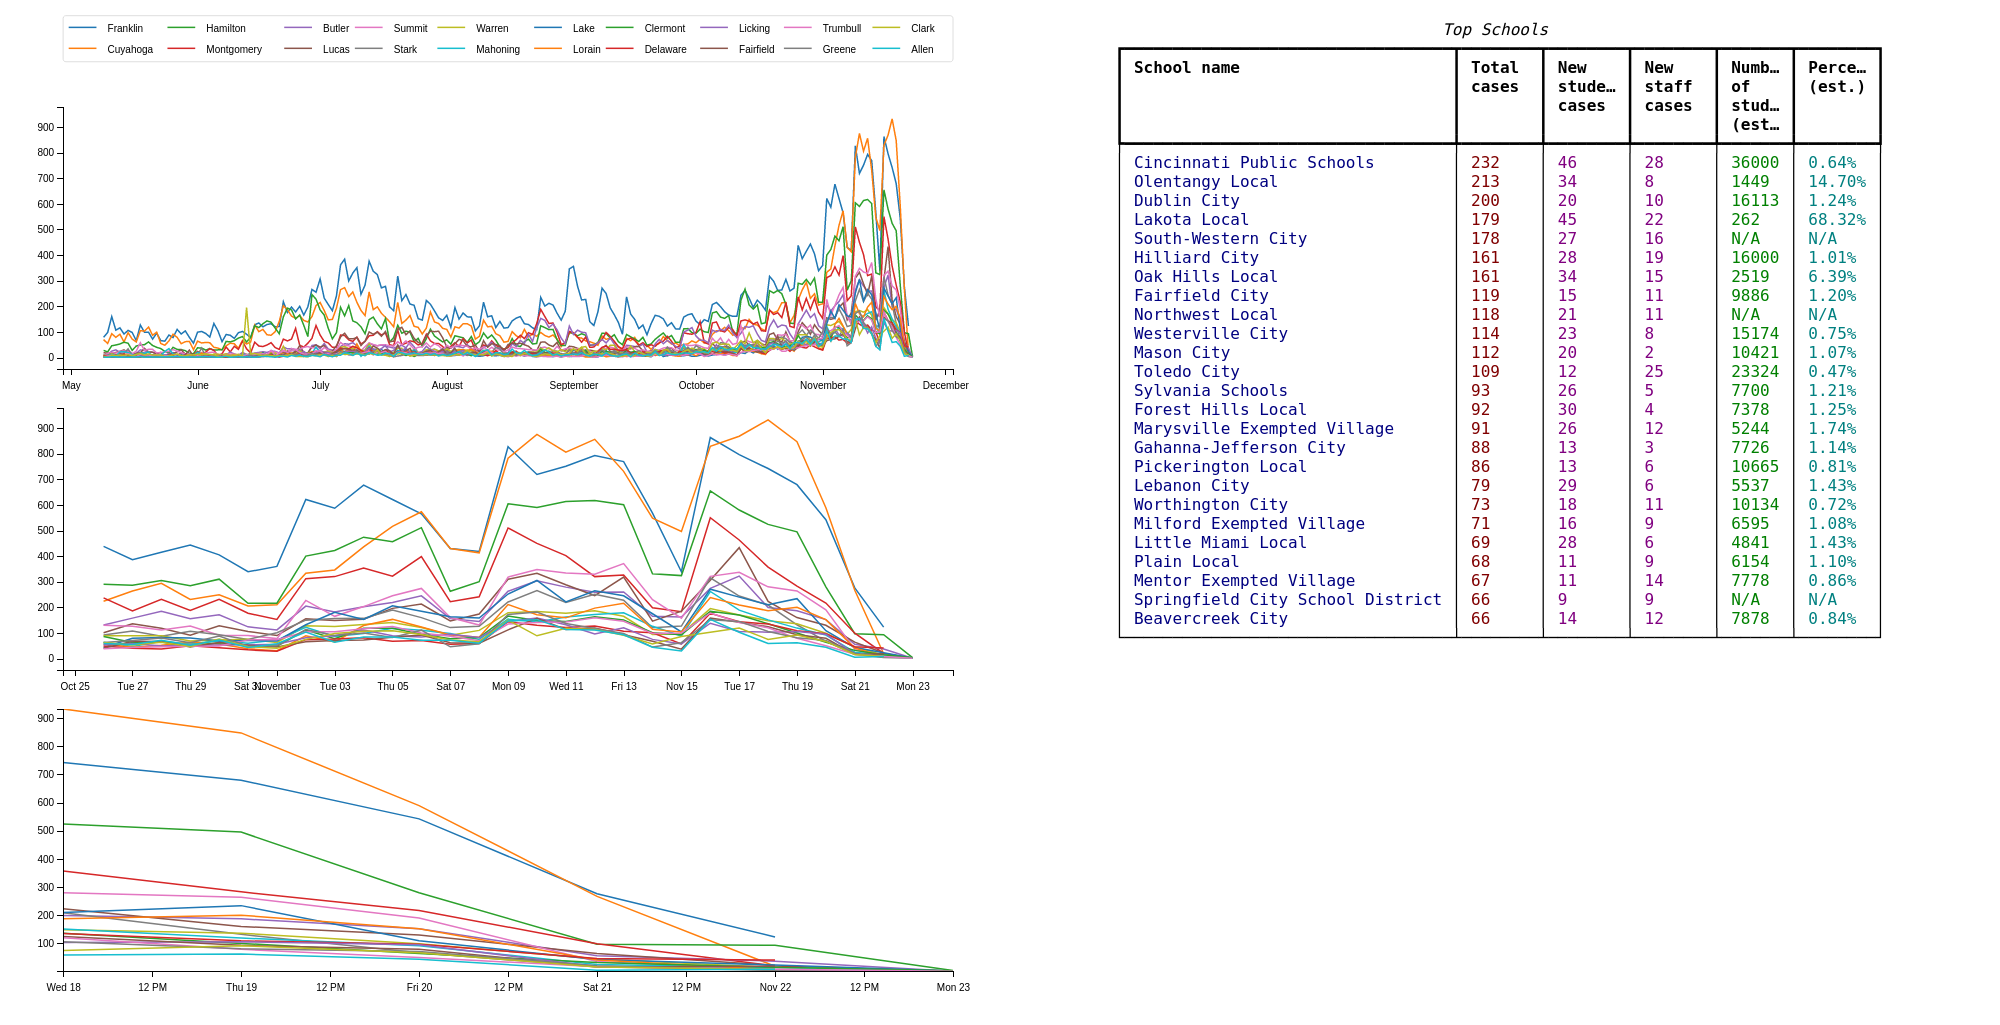 Franklin Hamilton Butler Summit Warren Lake Clermont Licking Trumbull Clark
Cuyahoga Montgomery Lucas Stark Mahoning Lorain Delaware Fairfield Greene Allen
900
800
700
600
500
400
300
200
100
0
May June July August September October November December
900
800
700
600
500
400
300
200
100
0
Oct 25 Tue 27 Thu 29 Sat 31 November Tue 03 Thu 05 Sat 07 Mon 09 Wed 11 Fri 13 Nov 15 Tue 17 Thu 19 Sat 21 Mon 23
900
800
700
600
500
400
300
200
100
Wed 18 12 PM Thu 19 12 PM Fri 20 12 PM Sat 21 12 PM Nov 22 12 PM Mon 23
Top Schools
School name Total New New Numb… Perce…
cases stude… staff of (est.)
cases cases stud…
(est…
Cincinnati Public Schools 232 46 28 36000 0.64%
Olentangy Local 213 34 8 1449 14.70%
Dublin City 200 20 10 16113 1.24%
Lakota Local 179 45 22 262 68.32%
South-Western City 178 27 16 N/A N/A
Hilliard City 161 28 19 16000 1.01%
Oak Hills Local 161 34 15 2519 6.39%
Fairfield City 119 15 11 9886 1.20%
Northwest Local 118 21 11 N/A N/A
Westerville City 114 23 8 15174 0.75%
Mason City 112 20 2 10421 1.07%
Toledo City 109 12 25 23324 0.47%
Sylvania Schools 93 26 5 7700 1.21%
Forest Hills Local 92 30 4 7378 1.25%
Marysville Exempted Village 91 26 12 5244 1.74%
Gahanna-Jefferson City 88 13 3 7726 1.14%
Pickerington Local 86 13 6 10665 0.81%
Lebanon City 79 29 6 5537 1.43%
Worthington City 73 18 11 10134 0.72%
Milford Exempted Village 71 16 9 6595 1.08%
Little Miami Local 69 28 6 4841 1.43%
Plain Local 68 11 9 6154 1.10%
Mentor Exempted Village 67 11 14 7778 0.86%
Springfield City School District 66 9 9 N/A N/A
Beavercreek City 66 14 12 7878 0.84%